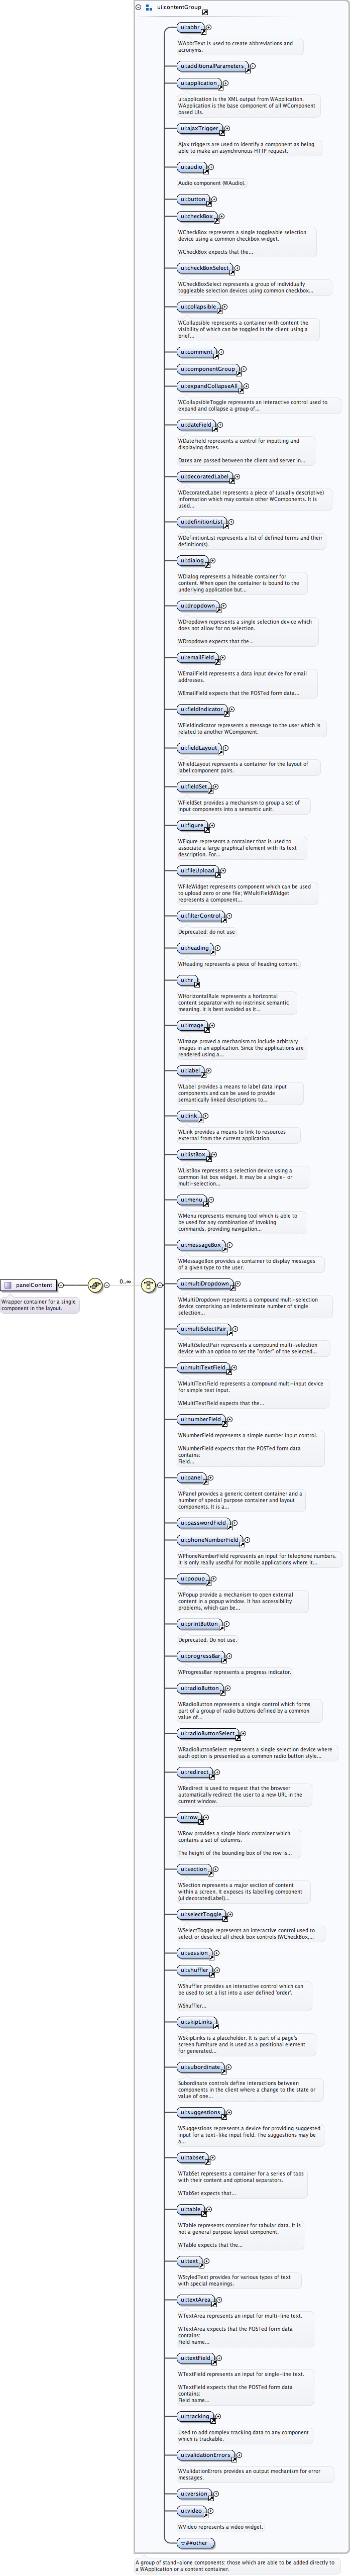 ui:contentGroup
ui:abbr
WAbbrText is used to create abbreviations and
acronyms.
ui:additionalParameters
ui:application
ui:application is the XML output from WApplication.
WApplication is the base component of all WComponent
based UIs.
ui:ajaxTrigger
Ajax triggers are used to identify a component as being
able to make an asynchronous HTTP request.
ui:audio
Audio component (WAudio).
ui:button
ui:checkBox
WCheckBox represents a single toggleable selection
device using a common checkbox widget.
WCheckBox expects that the...
ui:checkBoxSelect
WCheckBoxSelect represents a group of individually
toggleable selection devices using common checkbox...
ui:collapsible
WCollapsible represents a container with content the
visibility of which can be toggled in the client using a
brief...
ui:comment
ui:componentGroup
ui:expandCollapseAll
WCollapsibleToggle represents an interactive control used to
expand and collapse a group of...
ui:dateField
WDateField represents a control for inputting and
displaying dates.
Dates are passed between the client and server in...
ui:decoratedLabel
WDecoratedLabel represents a piece of (usually descriptive)
information which may contain other WComponents. It is
used...
ui:definitionList
WDefinitionList represents a list of defined terms and their
definition(s).
ui:dialog
WDialog represents a hideable container for
content. When open the container is bound to the
underlying application but...
ui:dropdown
WDropdown represents a single selection device which
does not allow for no selection.
WDropdown expects that the...
ui:emailField
WEmailField represents a data input device for email
addresses.
WEmailField expects that the POSTed form data...
ui:fieldIndicator
WFieldIndicator represents a message to the user which is
related to another WComponent.
ui:fieldLayout
WFieldLayout represents a container for the layout of
label:component pairs.
ui:fieldSet
WFieldSet provides a mechanism to group a set of
input components into a semantic unit.
ui:figure
WFigure represents a container that is used to
associate a large graphical element with its text
description. For...
ui:fileUpload
WFileWidget represents component which can be used
to upload zero or one file; WMultiFieldWidget
represents a component...
ui:filterControl
Deprecated: do not use
ui:heading
WHeading represents a piece of heading content.
ui:hr
WHorizontalRule represents a horizontal
content separator with no instrinsic semantic
meaning. It is best avoided as it...
ui:image
WImage proved a mechanism to include arbitrary
images in an application. Since the applications are
rendered using a...
ui:label
WLabel provides a means to label data input
components and can be used to provide
semantically linked descriptions to...
ui:link
WLink provides a means to link to resources
external from the current application.
ui:listBox
WListBox represents a selection device using a
common list box widget. It may be a single- or
multi-selection...
ui:menu
WMenu represents menuing tool which is able to
be used for any combination of invoking
commands, providing navigation...
ui:messageBox
WMessageBox provides a container to display messages
of a given type to the user.
ui:multiDropdown
WMultiDropdown represents a compound multi-selection
device comprising an indeterminate number of single
selection...
ui:multiSelectPair
WMultiSelectPair represents a compound multi-selection
device with an option to set the "order" of the selected...
ui:multiTextField
WMultiTextField represents a compound multi-input device
for simple text input.
WMultiTextField expects that the...
ui:numberField
WNumberField represents a simple number input control.
WNumberField expects that the POSTed form data
contains:
Field...
ui:panel
WPanel provides a generic content container and a
number of special purpose container and layout
components. It is a...
ui:passwordField
ui:phoneNumberField
WPhoneNumberField represents an input for telephone numbers.
It is only really useful for mobile applications where it...
ui:popup
WPopup provide a mechanism to open external
content in a popup window. It has accessibility
problems, which can be...
ui:printButton
Deprecated. Do not use.
ui:progressBar
WProgressBar represents a progress indicator.
ui:radioButton
WRadioButton represents a single control which forms
part of a group of radio buttons defined by a common
value of...
ui:radioButtonSelect
WRadioButtonSelect represents a single selection device where
each option is presented as a common radio button style...
ui:redirect
WRedirect is used to request that the browser
automatically redirect the user to a new URL in the
current window.
ui:row
WRow provides a single block container which
contains a set of columns.
The height of the bounding box of the row is...
ui:section
WSection represents a major section of content
within a screen. It exposes its labelling component
(ui:decoratedLabel)...
ui:selectToggle
WSelectToggle represents an interactive control used to
select or deselect all check box controls (WCheckBox,...
ui:session
ui:shuffler
WShuffler provides an interactive control which can
be used to set a list into a user defined 'order'.
WShuffler...
ui:skipLinks
WSkipLinks is a placeholder. It is part of a page's
screen furniture and is used as a positional element
for generated...
ui:subordinate
Subordinate controls define interactions between
components in the client where a change to the state or
value of one...
ui:suggestions
WSuggestions represents a device for providing suggested
input for a text-like input field. The suggestions may be
a...
ui:tabset
WTabSet represents a container for a series of tabs
with their content and optional separators.
WTabSet expects that...
ui:table
WTable represents container for tabular data. It is
not a general purpose layout component.
WTable expects that the...
ui:text
WStyledText provides for various types of text
with special meanings.
ui:textArea
WTextArea represents an input for multi-line text.
WTextArea expects that the POSTed form data
contains:
Field name...
ui:textField
WTextField represents an input for single-line text.
WTextField expects that the POSTed form data
contains:
Field name...
ui:tracking
Used to add complex tracking data to any component
which is trackable.
ui:validationErrors
WValidationErrors provides an output mechanism for error
messages.
ui:version
ui:video
WVideo represents a video widget.
##other
A group of stand-alone components: those which are able to be added directly to
a WApplication or a content container.
panelContent
0..∞
Wrapper container for a single
component in the layout.